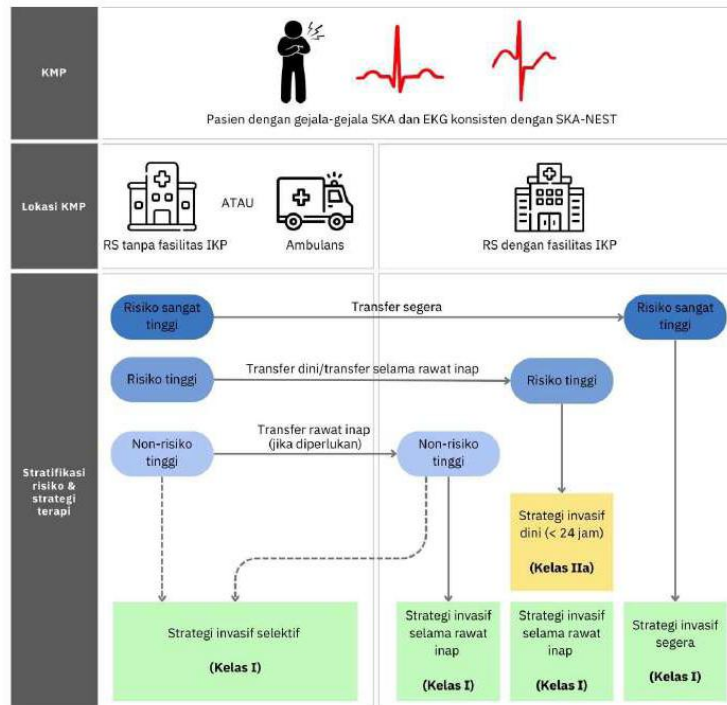 KMP
Pasien dengan gejala-gejala SKA dan EKG konsisten dengan SKA-NEST
Lokasi KMP
RS tanpa fasilitas IKP
ATAU
Ambulans
RS dengan fasilitas IKP
Stratifikasi
risiko &
strategi
terapi
Risiko sangat
tinggi
Transfer segera
Risiko sangat
tinggi
Risiko tinggi
Transfer dini/transfer selama rawat inap
Risiko tinggi
Non-risiko
tinggi
Transfer rawat inap
(jika diperlukan)
Non-risiko
tinggi
Strategi invasif
dini (< 24 jam)
(Kelas IIa)
Strategi invasif selektif
(Kelas I)
Strategi invasif
selama rawat
inap
(Kelas I)
Strategi invasif
selama rawat
inap
(Kelas I)
Strategi invasif
segera
(Kelas I)